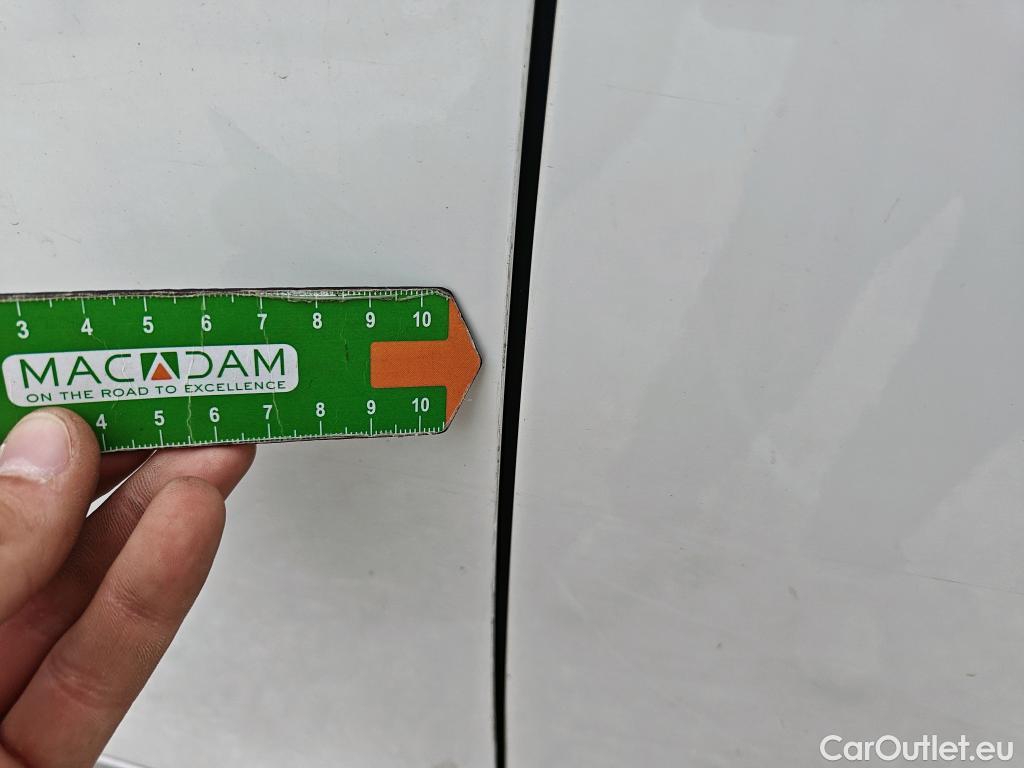 3 4 5 6 7 8 9 10
MACADAM
ON THE ROAD TO EXCELLENCE
4 5 6 7 8 9 10
CarOutlet.eu